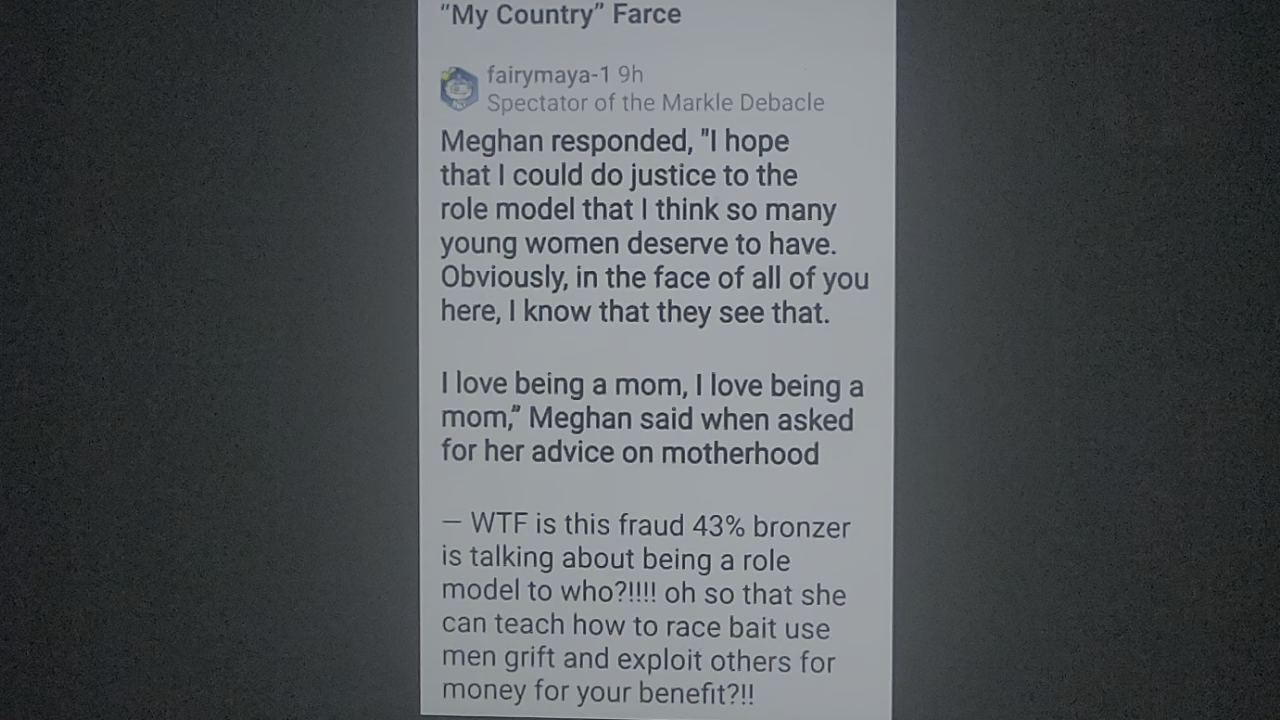 “My Country” Farce
fairymaya-1 9h
Spectator of the Markle Debacle
Meghan responded, "I hope
that I could do justice to the
role model that I think so many
young women deserve to have.
Obviously, in the face of all of you
here, I know that they see that.
I love being a mom, I love being a
mom,” Meghan said when asked
for her advice on motherhood
— WTF is this fraud 43% bronzer
is talking about being a role
model to who?!!!! oh so that she
can teach how to race bait use
men grift and exploit others for
money for your benefit?!!